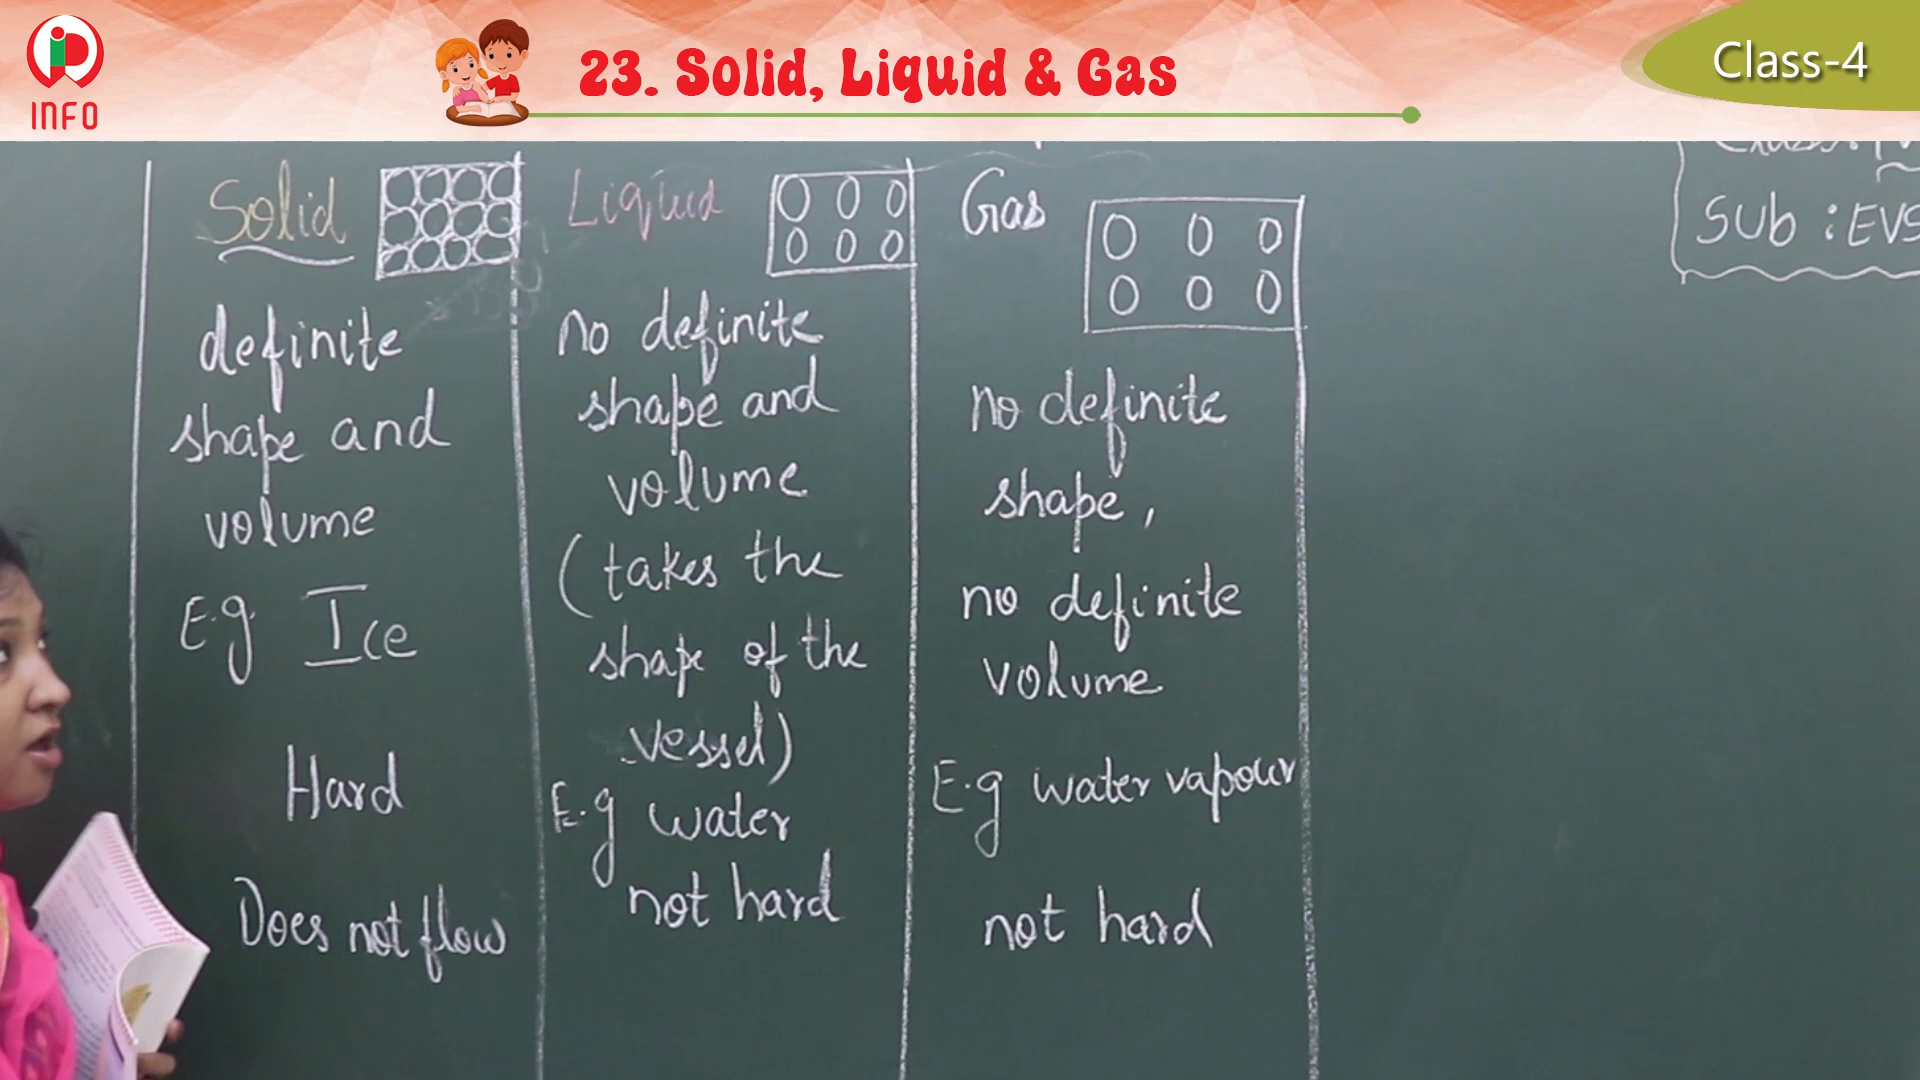 INFO
23. Solid, Liquid & Gas
Class-4
Sub : EVS
Solid
definite
shape and
volume
E.g Ice
Hard
Does not flow
Liquid
no definite
shape and
volume
(takes the
shape of the
vessel)
E.g water
not hard
Gas
no definite
shape,
no definite
volume
E.g water vapour
not hard